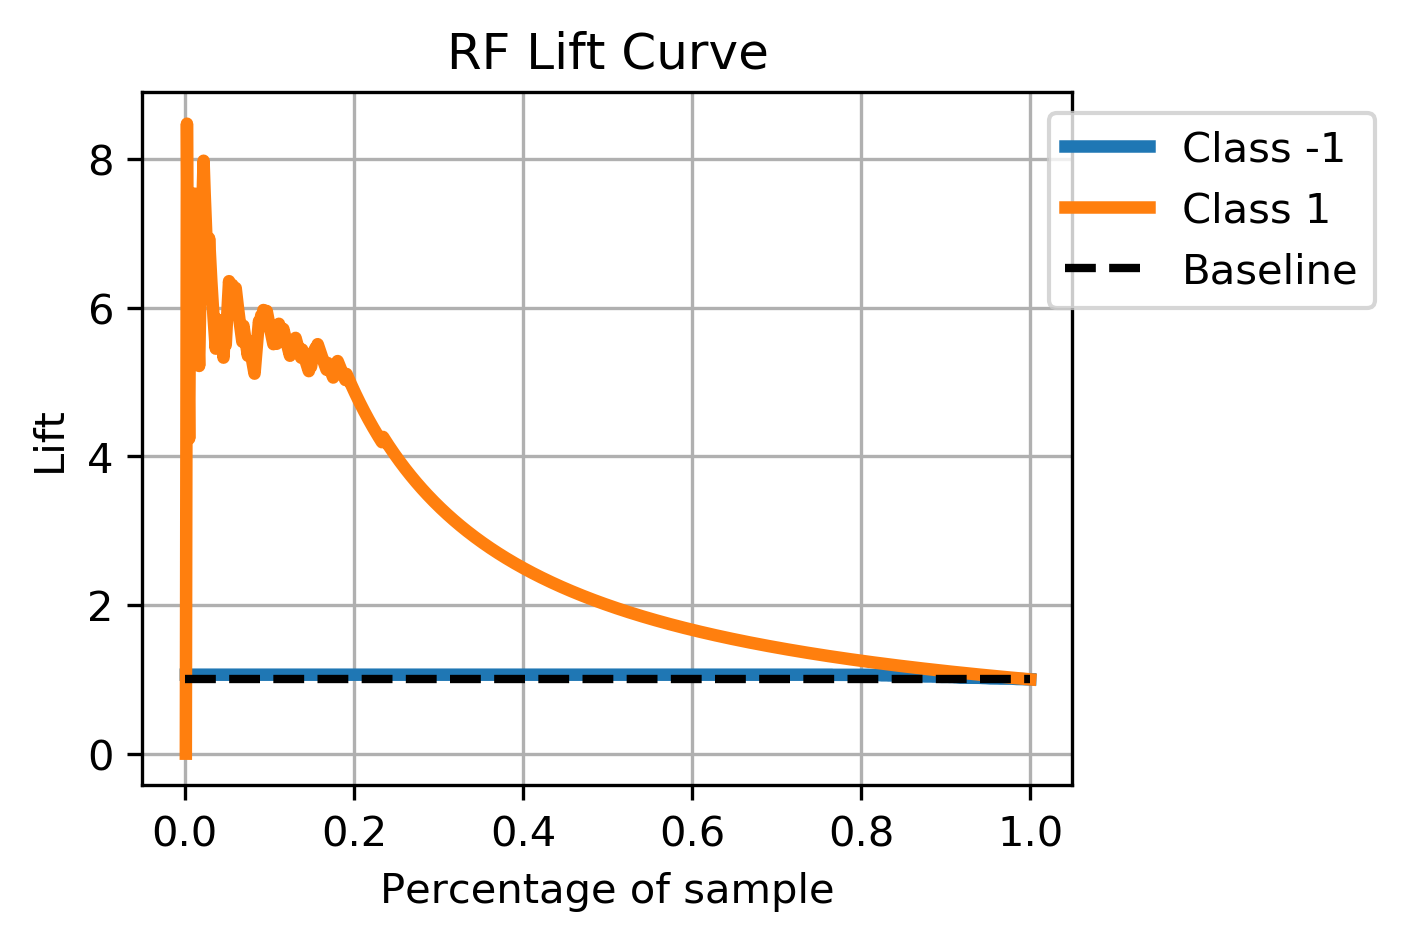 RF Lift Curve
Class -1
Class 1
Baseline
Lift
8
6
4
2
0
0.0 0.2 0.4 0.6 0.8 1.0
Percentage of sample